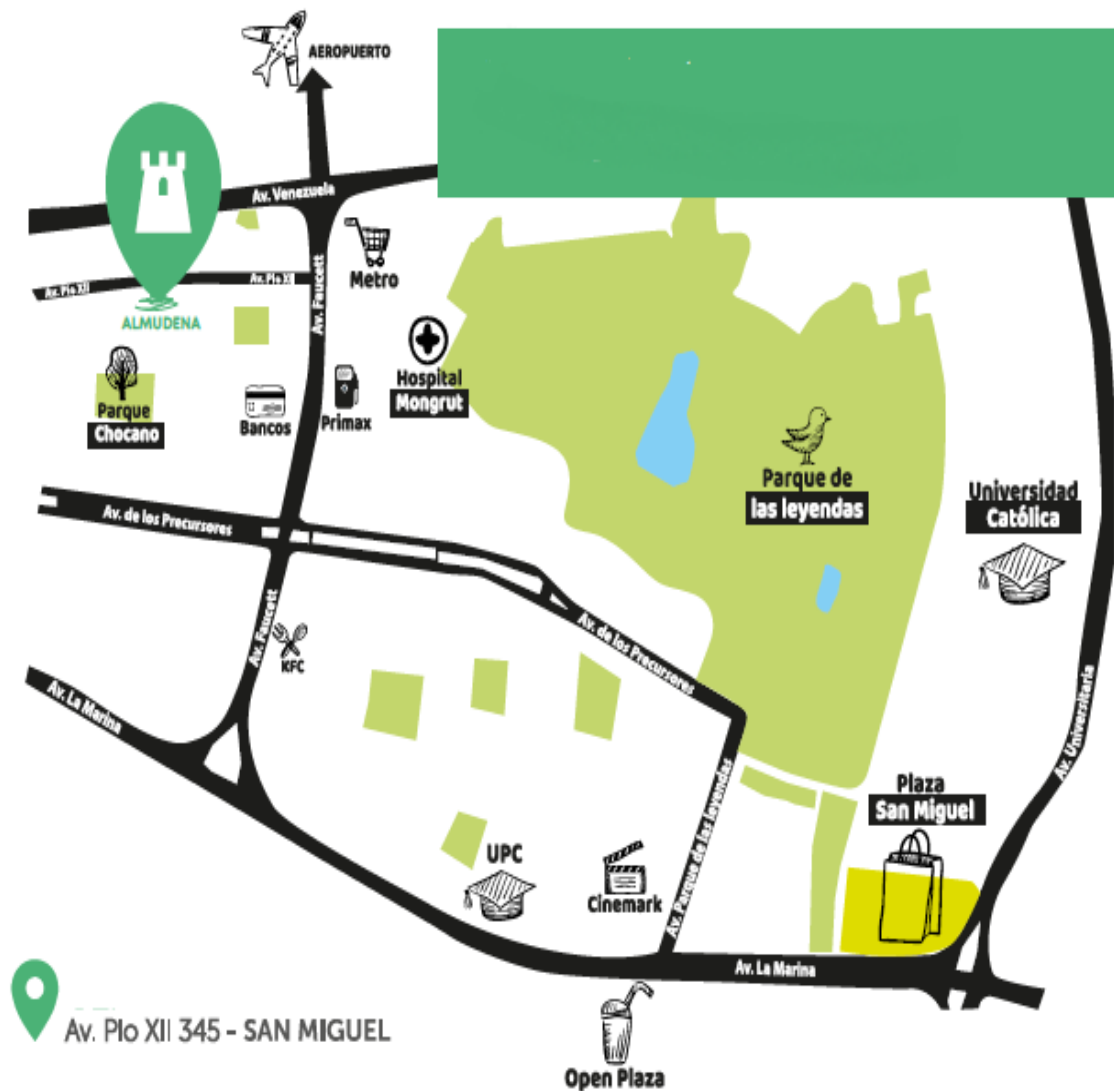 AEROPUERTO
Av. Venezuela
Av. Pío XII
Av. Pío XII
ALMUDENA
Av. Faucett
Metro
Parque
Chocano
Bancos
Primax
Hospital
Mongrut
Parque de
las leyendas
Universidad
Católica
Av. de los Precursores
Av. Faucett
KFC
Av. de los Precursores
Av. La Marina
Av. Universitaria
Av. Parque de las leyendas
Plaza
San Miguel
UPC
Cinemark
Av. La Marina
Open Plaza
Av. PIo XII 345 - SAN MIGUEL